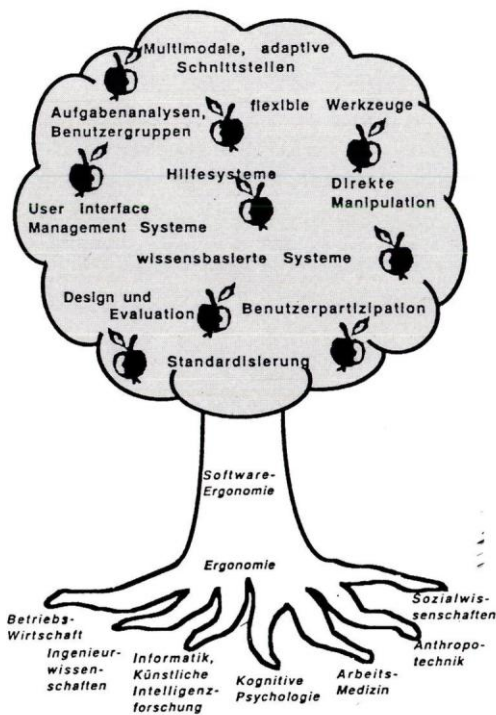 Multimodale, adaptive
Schnittstellen
Aufgabenanalysen,
Benutzergruppen
flexible Werkzeuge
Hilfesysteme
Direkte
Manipulation
User Interface
Management Systeme
wissensbasierte Systeme
Design und
Evaluation
Benutzerpartizipation
Standardisierung
Software-
Ergonomie
Ergonomie
Betriebs-
Wirtschaft
Ingenieur-
wissen-
schaften
Informatik,
Künstliche
Intelligenz-
forschung
Kognitive
Psychologie
Arbeits-
Medizin
Anthropo-
technik
Sozialwis-
senschaften